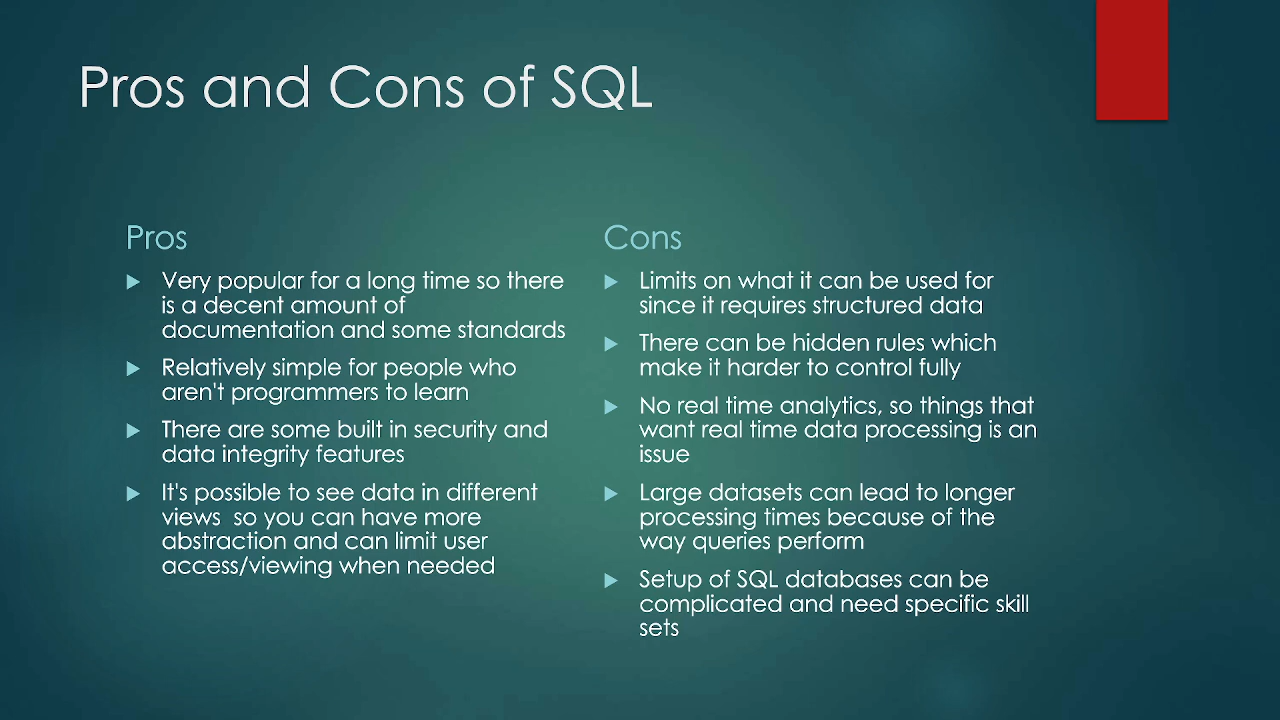 Pros and Cons of SQL
Pros
Very popular for a long time so there
is a decent amount of
documentation and some standards
Relatively simple for people who
aren't programmers to learn
There are some built in security and
data integrity features
It's possible to see data in different
views  so you can have more
abstraction and can limit user
access/viewing when needed
Cons
Limits on what it can be used for
since it requires structured data
There can be hidden rules which
make it harder to control fully
No real time analytics, so things that
want real time data processing is an
issue
Large datasets can lead to longer
processing times because of the
way queries perform
Setup of SQL databases can be
complicated and need specific skill
sets